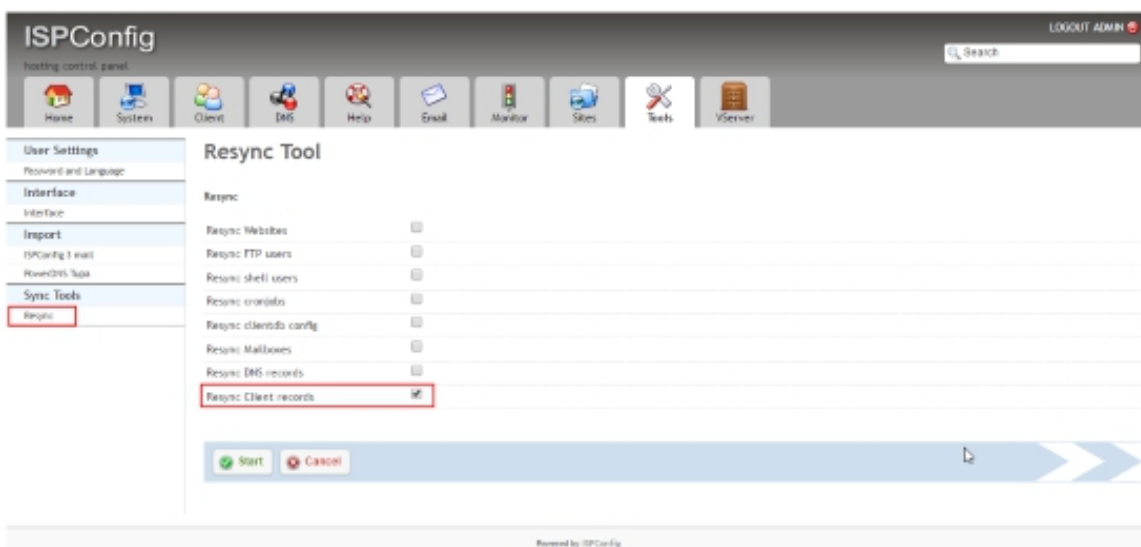 ISPConfig
LOGOUT ADMIN
Search
hosting control panel
Home System Client DNS Help Email Monitor Sites Tools VServer
User Settings
Password and Language
Interface
Interface
Import
ISPConfig 3 mail
PowerDNS Tupa
Sync Tools
Resync
Resync Tool
Resync
Resync Websites
Resync FTP users
Resync shell users
Resync cronjobs
Resync clientdb config
Resync Mailboxes
Resync DNS records
Resync Client records
Start Cancel
Powered by ISPConfig